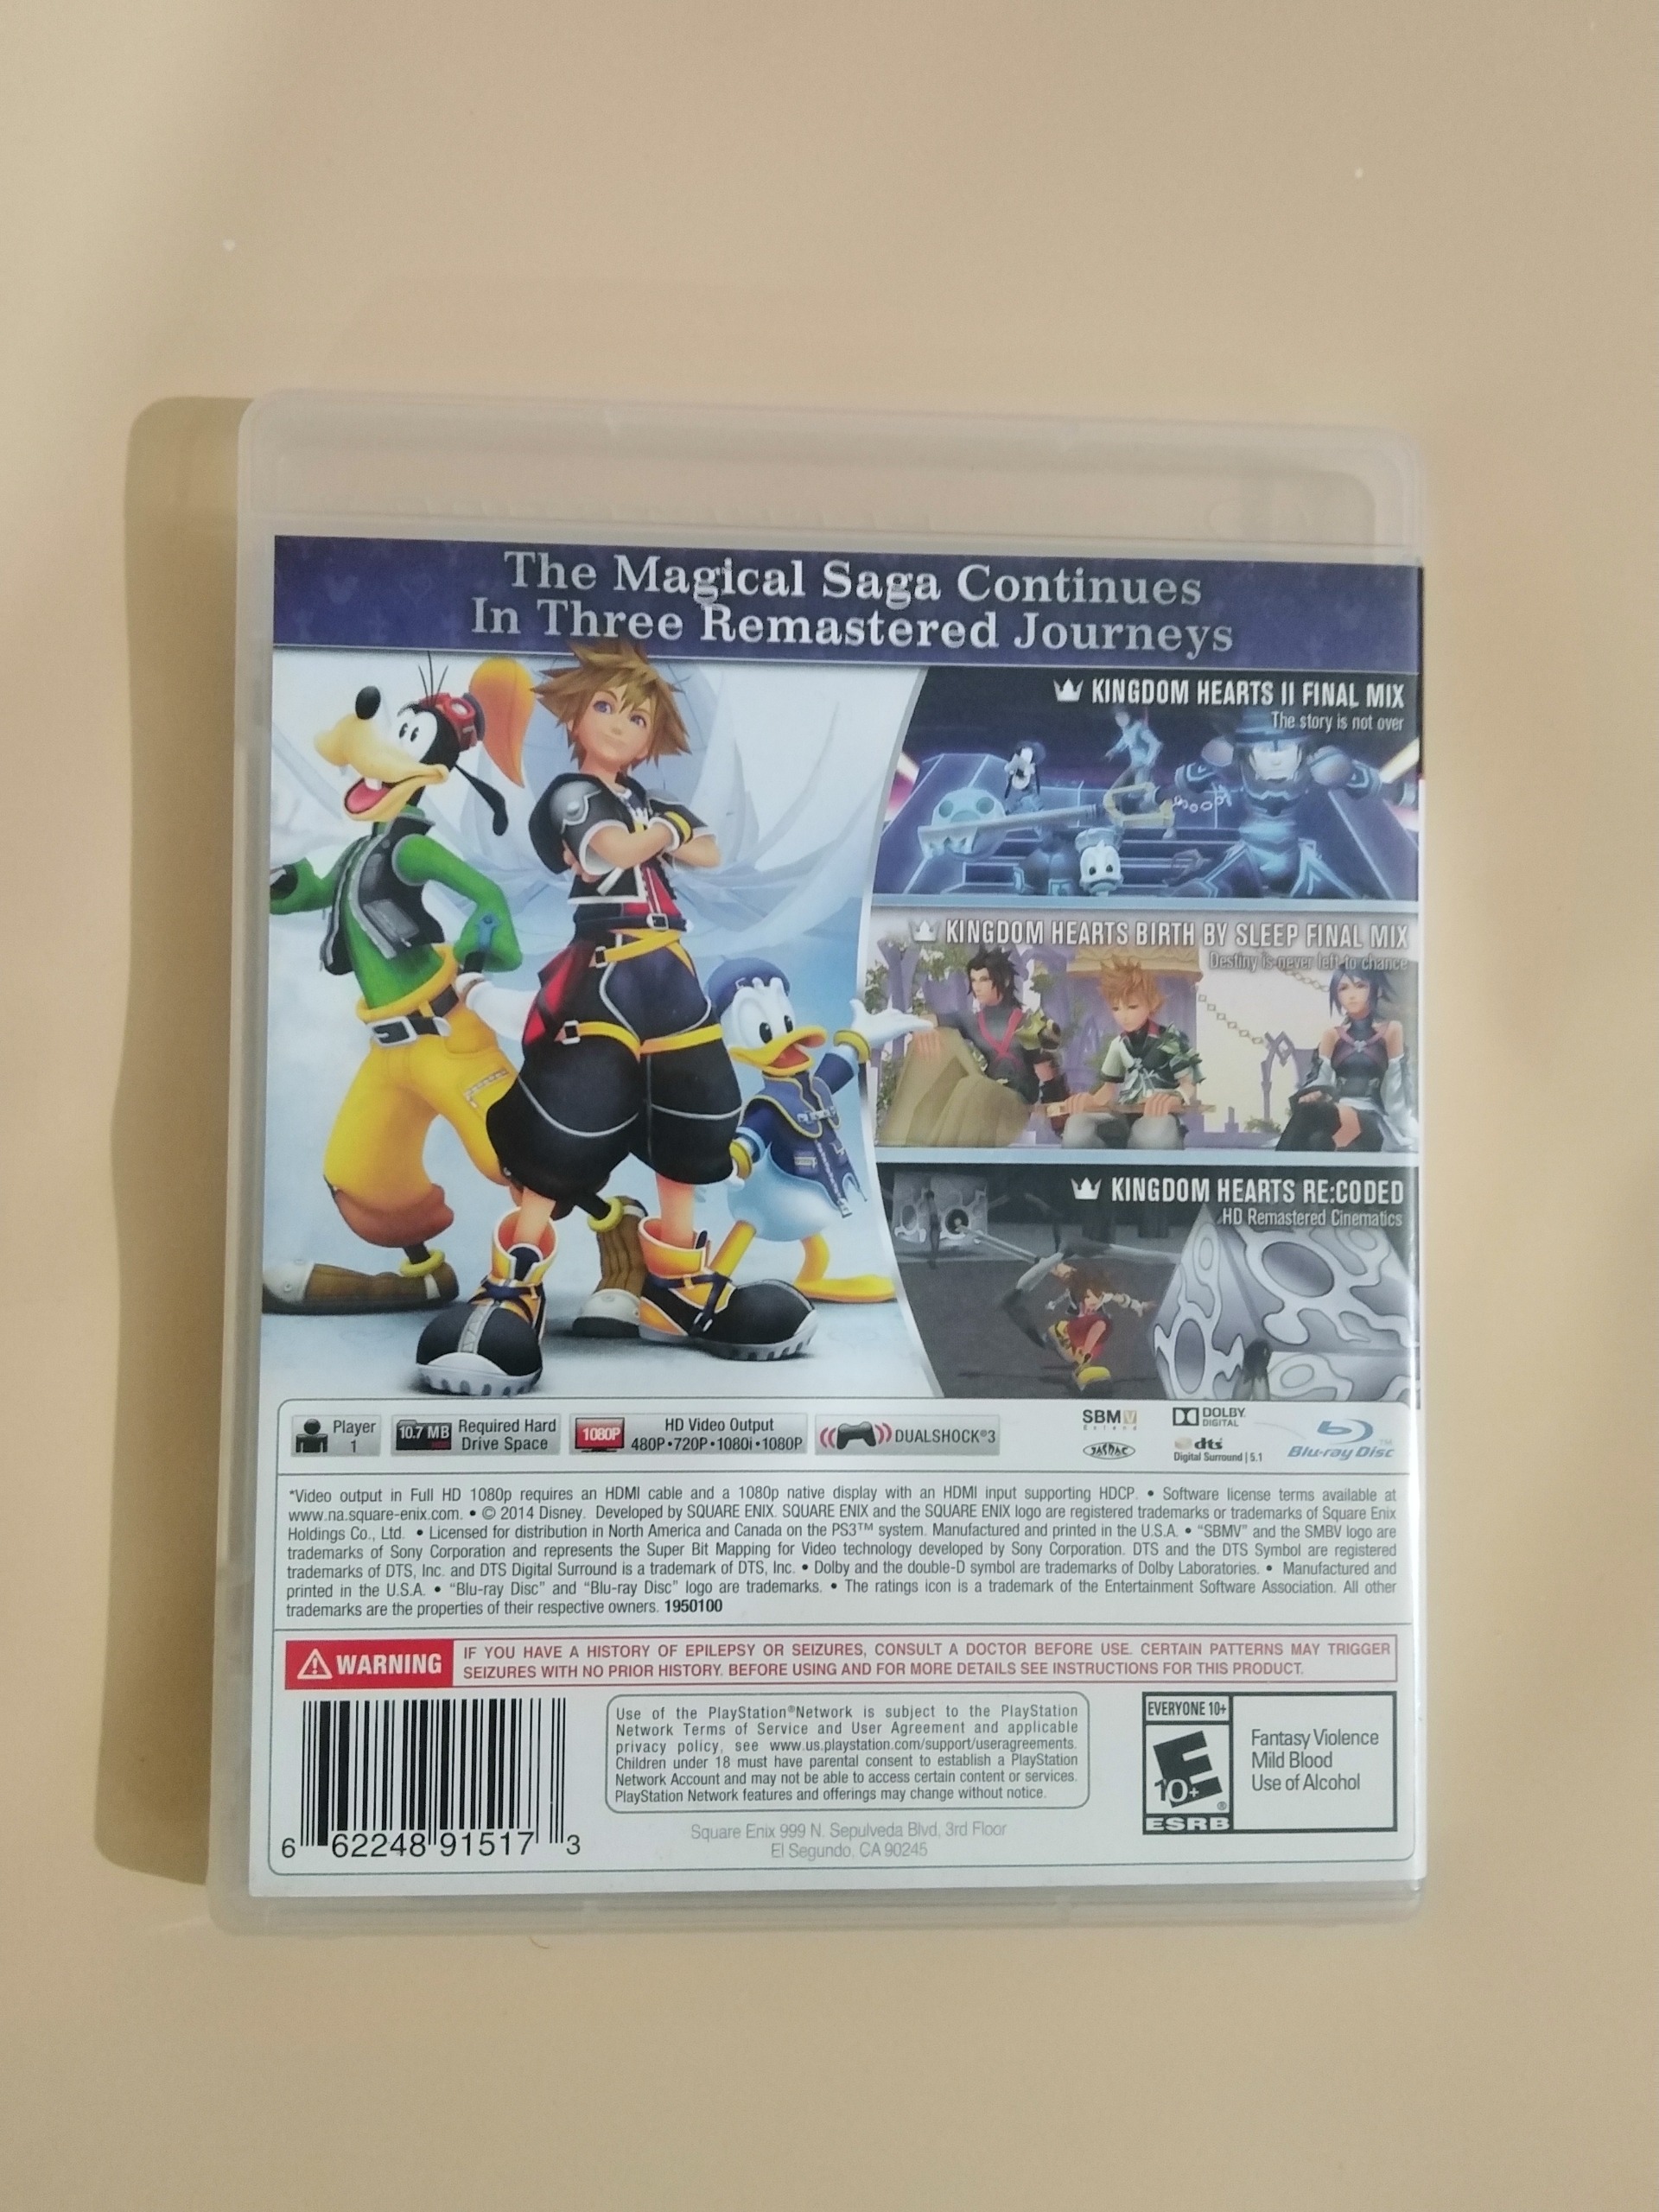 The Magical Saga Continues
In Three Remastered Journeys
KINGDOM HEARTS II FINAL MIX
The story is not over
KINGDOM HEARTS BIRTH BY SLEEP FINAL MIX
Destiny is never left to chance
KINGDOM HEARTS RE:CODED
HD Remastered Cinematics
Player
1
10.7 MB
Required Hard
Drive Space
1080P
HD Video Output
480P•720P•1080i•1080P
DUALSHOCK®3
SBMV
JASRAC
DOLBY
DIGITAL
dts
Digital Surround | 5.1
Blu-ray Disc™
*Video output in Full HD 1080p requires an HDMI cable and a 1080p native display with an HDMI input supporting HDCP. • Software license terms available at
www.na.square-enix.com. • © 2014 Disney. Developed by SQUARE ENIX. SQUARE ENIX and the SQUARE ENIX logo are registered trademarks or trademarks of Square Enix
Holdings Co., Ltd. • Licensed for distribution in North America and Canada on the PS3™ system. Manufactured and printed in the U.S.A. • “SBMV” and the SMBV logo are
trademarks of Sony Corporation and represents the Super Bit Mapping for Video technology developed by Sony Corporation. DTS and the DTS Symbol are registered
trademarks of DTS, Inc. and DTS Digital Surround is a trademark of DTS, Inc. • Dolby and the double-D symbol are trademarks of Dolby Laboratories. • Manufactured and
printed in the U.S.A. • “Blu-ray Disc” and “Blu-ray Disc” logo are trademarks. • The ratings icon is a trademark of the Entertainment Software Association. All other
trademarks are the properties of their respective owners. 1950100
WARNING
IF YOU HAVE A HISTORY OF EPILEPSY OR SEIZURES, CONSULT A DOCTOR BEFORE USE. CERTAIN PATTERNS MAY TRIGGER
SEIZURES WITH NO PRIOR HISTORY. BEFORE USING AND FOR MORE DETAILS SEE INSTRUCTIONS FOR THIS PRODUCT.
Use of the PlayStation®Network is subject to the PlayStation
Network Terms of Service and User Agreement and applicable
privacy policy, see www.us.playstation.com/support/useragreements.
Children under 18 must have parental consent to establish a PlayStation
Network Account and may not be able to access certain content or services.
PlayStation Network features and offerings may change without notice.
Square Enix 999 N. Sepulveda Blvd, 3rd Floor
El Segundo, CA 90245
6 62248 91517 3
EVERYONE 10+
E
10+
®
ESRB
Fantasy Violence
Mild Blood
Use of Alcohol